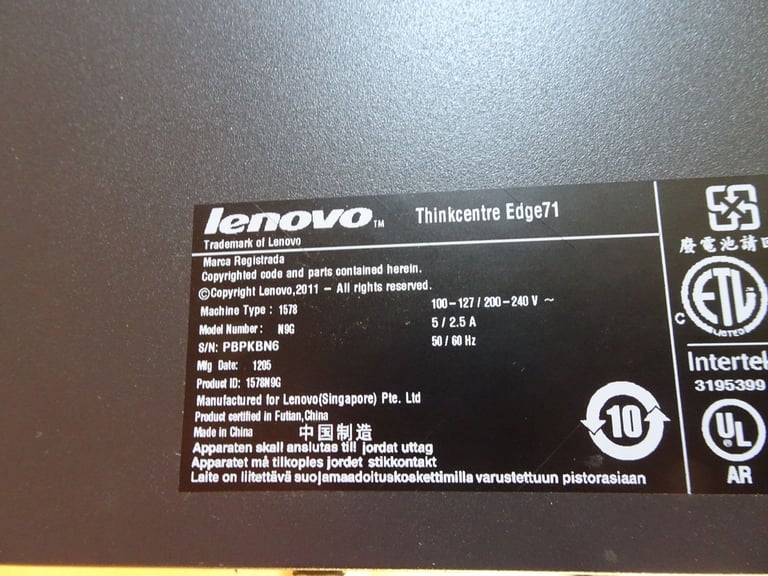 lenovo TM Thinkcentre Edge71
Trademark of Lenovo
Marca Registrada
Copyrighted code and parts contained herein.
©Copyright Lenovo,2011 – All rights reserved.
Machine Type : 1578
Model Number: N9G
S/N: PBPKBN6
Mfg Date: 1205
Product ID: 1578N9G
Manufactured for Lenovo(Singapore) Pte. Ltd
Product certified in Futian,China
Made in China 中国制造
Apparaten skall anslutas till jordat uttag
Apparatet må tilkoples jordet stikkontakt
Laite on liitettävä suojamaadoituskoskettimilla varustettuun pistorasiaan
100-127 / 200-240 V ~
5 / 2.5 A
50 / 60 Hz
10
廢電池請回
C ETL
LISTED
Intertek
3195399
UL
AR